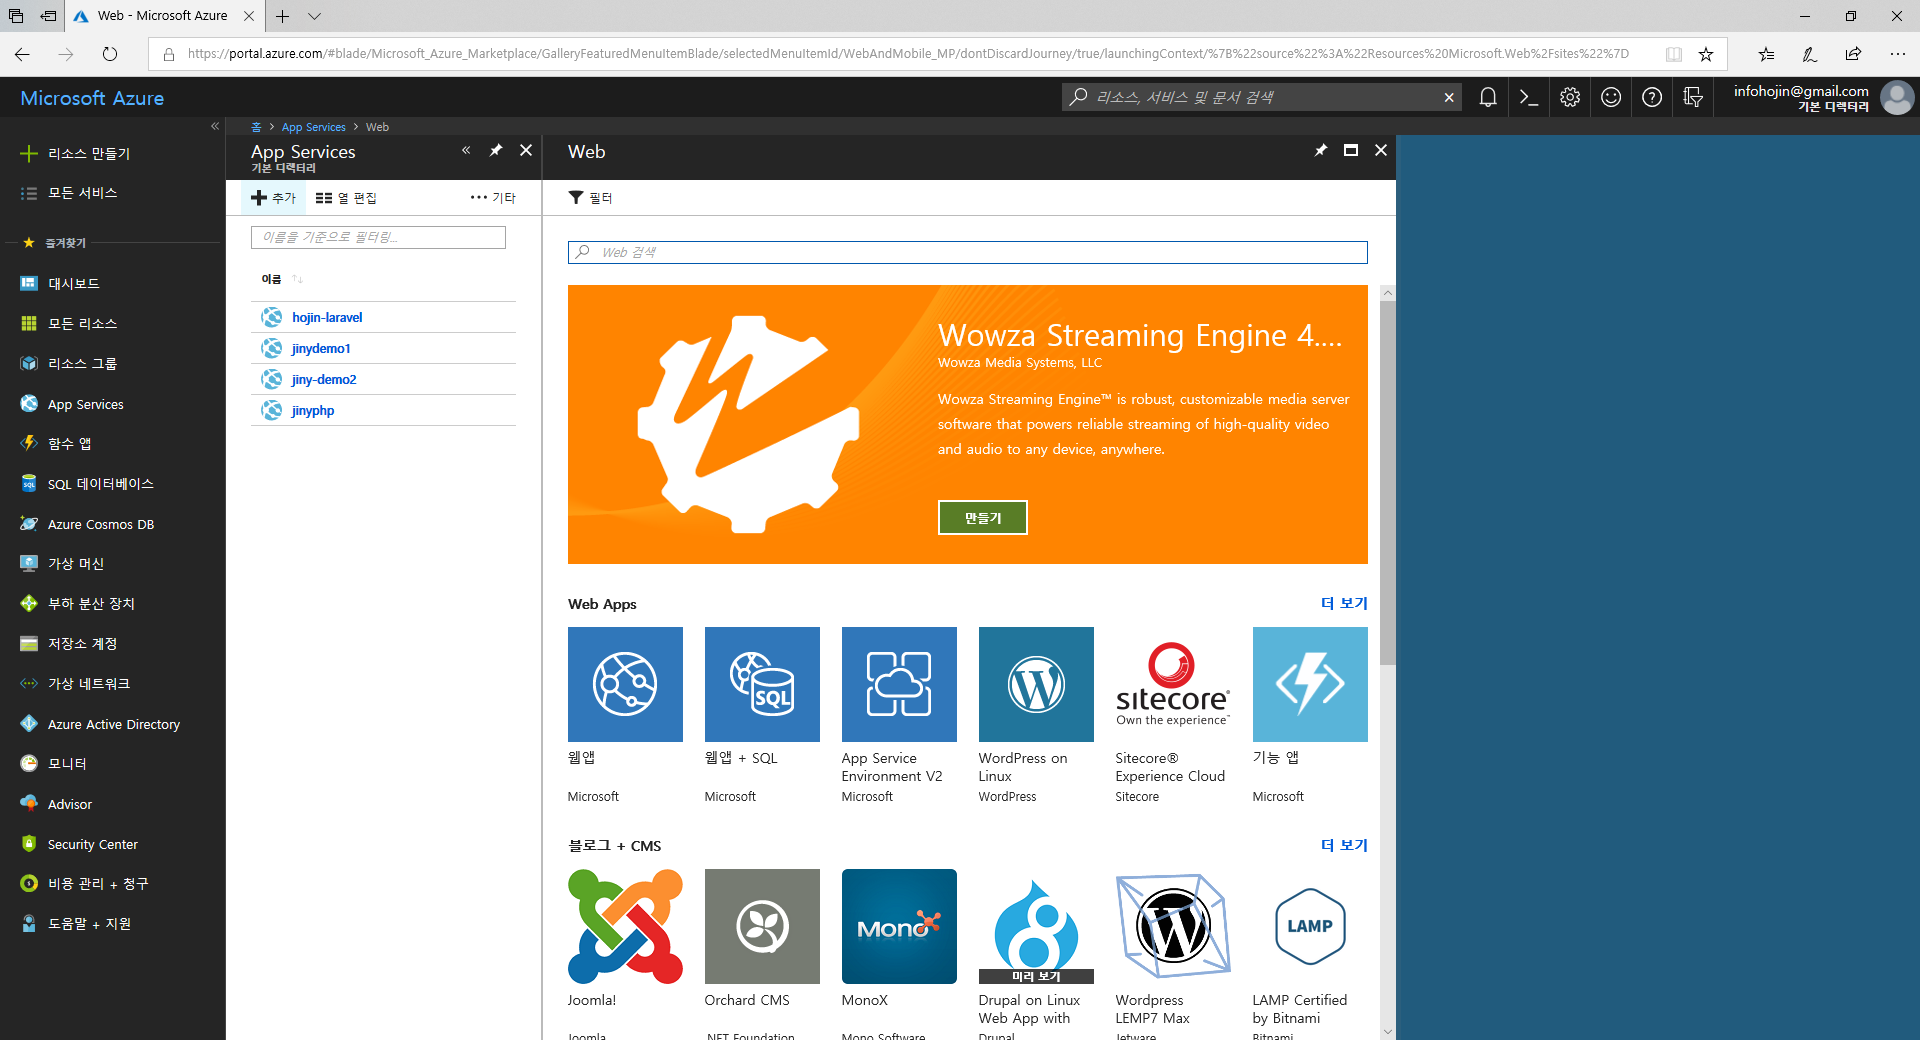 Web - Microsoft Azure
https://portal.azure.com/#blade/Microsoft_Azure_Marketplace/GalleryFeaturedMenuItemBlade/selectedMenuItemId/WebAndMobile_MP/dontDiscardJourney/true/launchingContext/%7B%22source%22%3A%22Resources%20Microsoft.Web%2Fsites%22%7D
Microsoft Azure
리소스, 서비스 및 문서 검색
infohojin@gmail.com
기본 디렉터리
홈 > App Services > Web
리소스 만들기
모든 서비스
즐겨찾기
대시보드
모든 리소스
리소스 그룹
App Services
함수 앱
SQL 데이터베이스
Azure Cosmos DB
가상 머신
부하 분산 장치
저장소 계정
가상 네트워크
Azure Active Directory
모니터
Advisor
Security Center
비용 관리 + 청구
도움말 + 지원
App Services
기본 디렉터리
추가
열 편집
기타
이름을 기준으로 필터링...
이름
hojin-laravel
jinydemo1
jiny-demo2
jinyphp
Web
필터
Web 검색
Wowza Streaming Engine 4....
Wowza Media Systems, LLC
Wowza Streaming Engine™ is robust, customizable media server
software that powers reliable streaming of high-quality video
and audio to any device, anywhere.
만들기
Web Apps
더 보기
SQL
sitecore®
Own the experience™
웹앱
Microsoft
웹앱 + SQL
Microsoft
App Service
Environment V2
Microsoft
WordPress on
Linux
WordPress
Sitecore®
Experience Cloud
Sitecore
기능 앱
Microsoft
블로그 + CMS
더 보기
Mono
미리 보기
LAMP
Joomla!
Joomla
Orchard CMS
.NET Foundation
MonoX
Mono Software
Drupal on Linux
Web App with
Drupal
Wordpress
LEMP7 Max
Jetware
LAMP Certified
by Bitnami
Bitnami